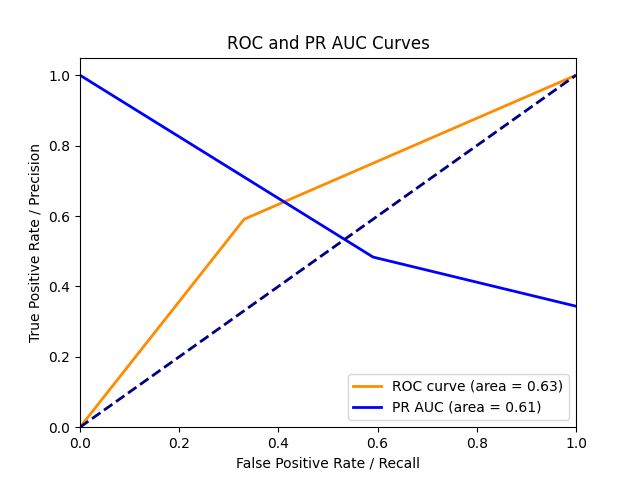 ROC and PR AUC Curves
True Positive Rate / Precision
1.0
0.8
0.6
0.4
0.2
0.0
0.0 0.2 0.4 0.6 0.8 1.0
ROC curve (area = 0.63)
PR AUC (area = 0.61)
False Positive Rate / Recall